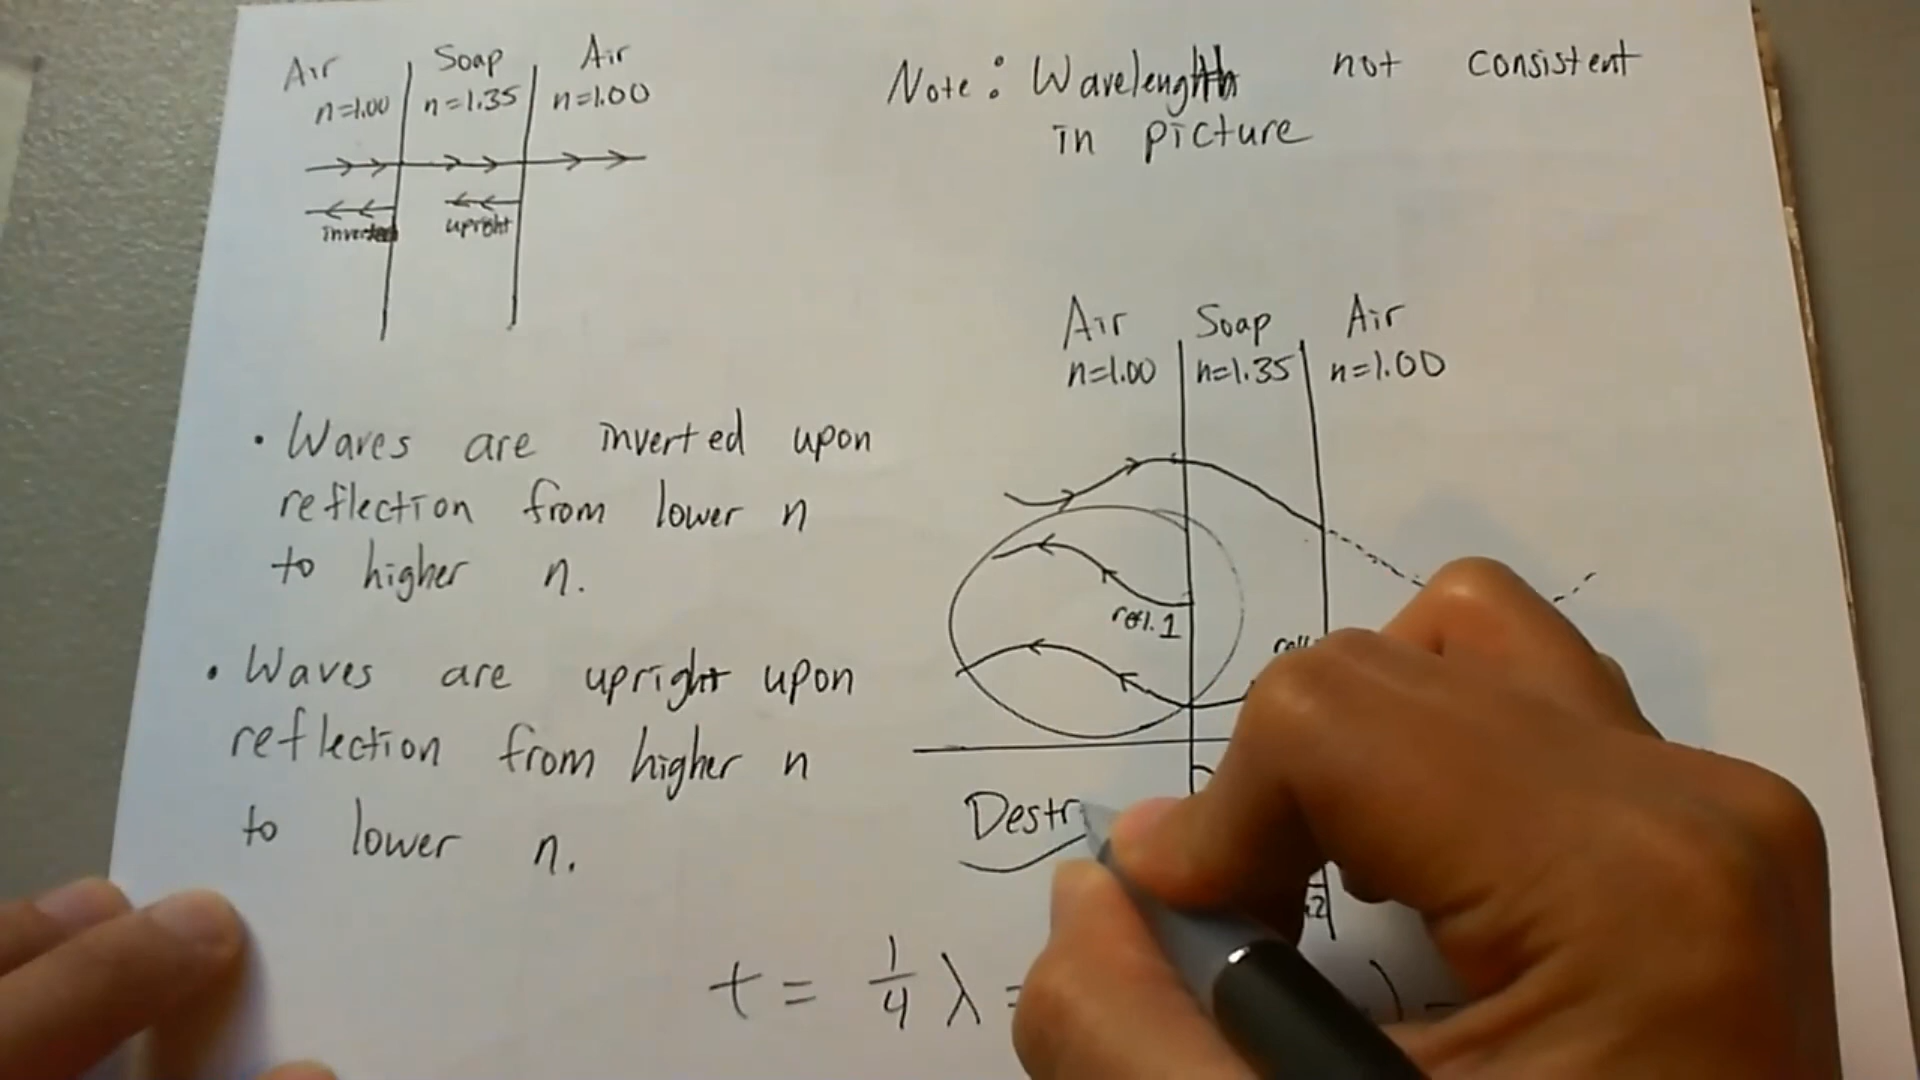 Air Soap Air
n=1.00 n=1.35 n=1.00
inverted upright
Note: Wavelength not consistent
in picture
Air Soap Air
n=1.00 n=1.35 n=1.00
• Waves are inverted upon
reflection from lower n
to higher n.
refl. 1
• Waves are upright upon
reflection from higher n
to lower n.
Destr
t = 1/4 λ =